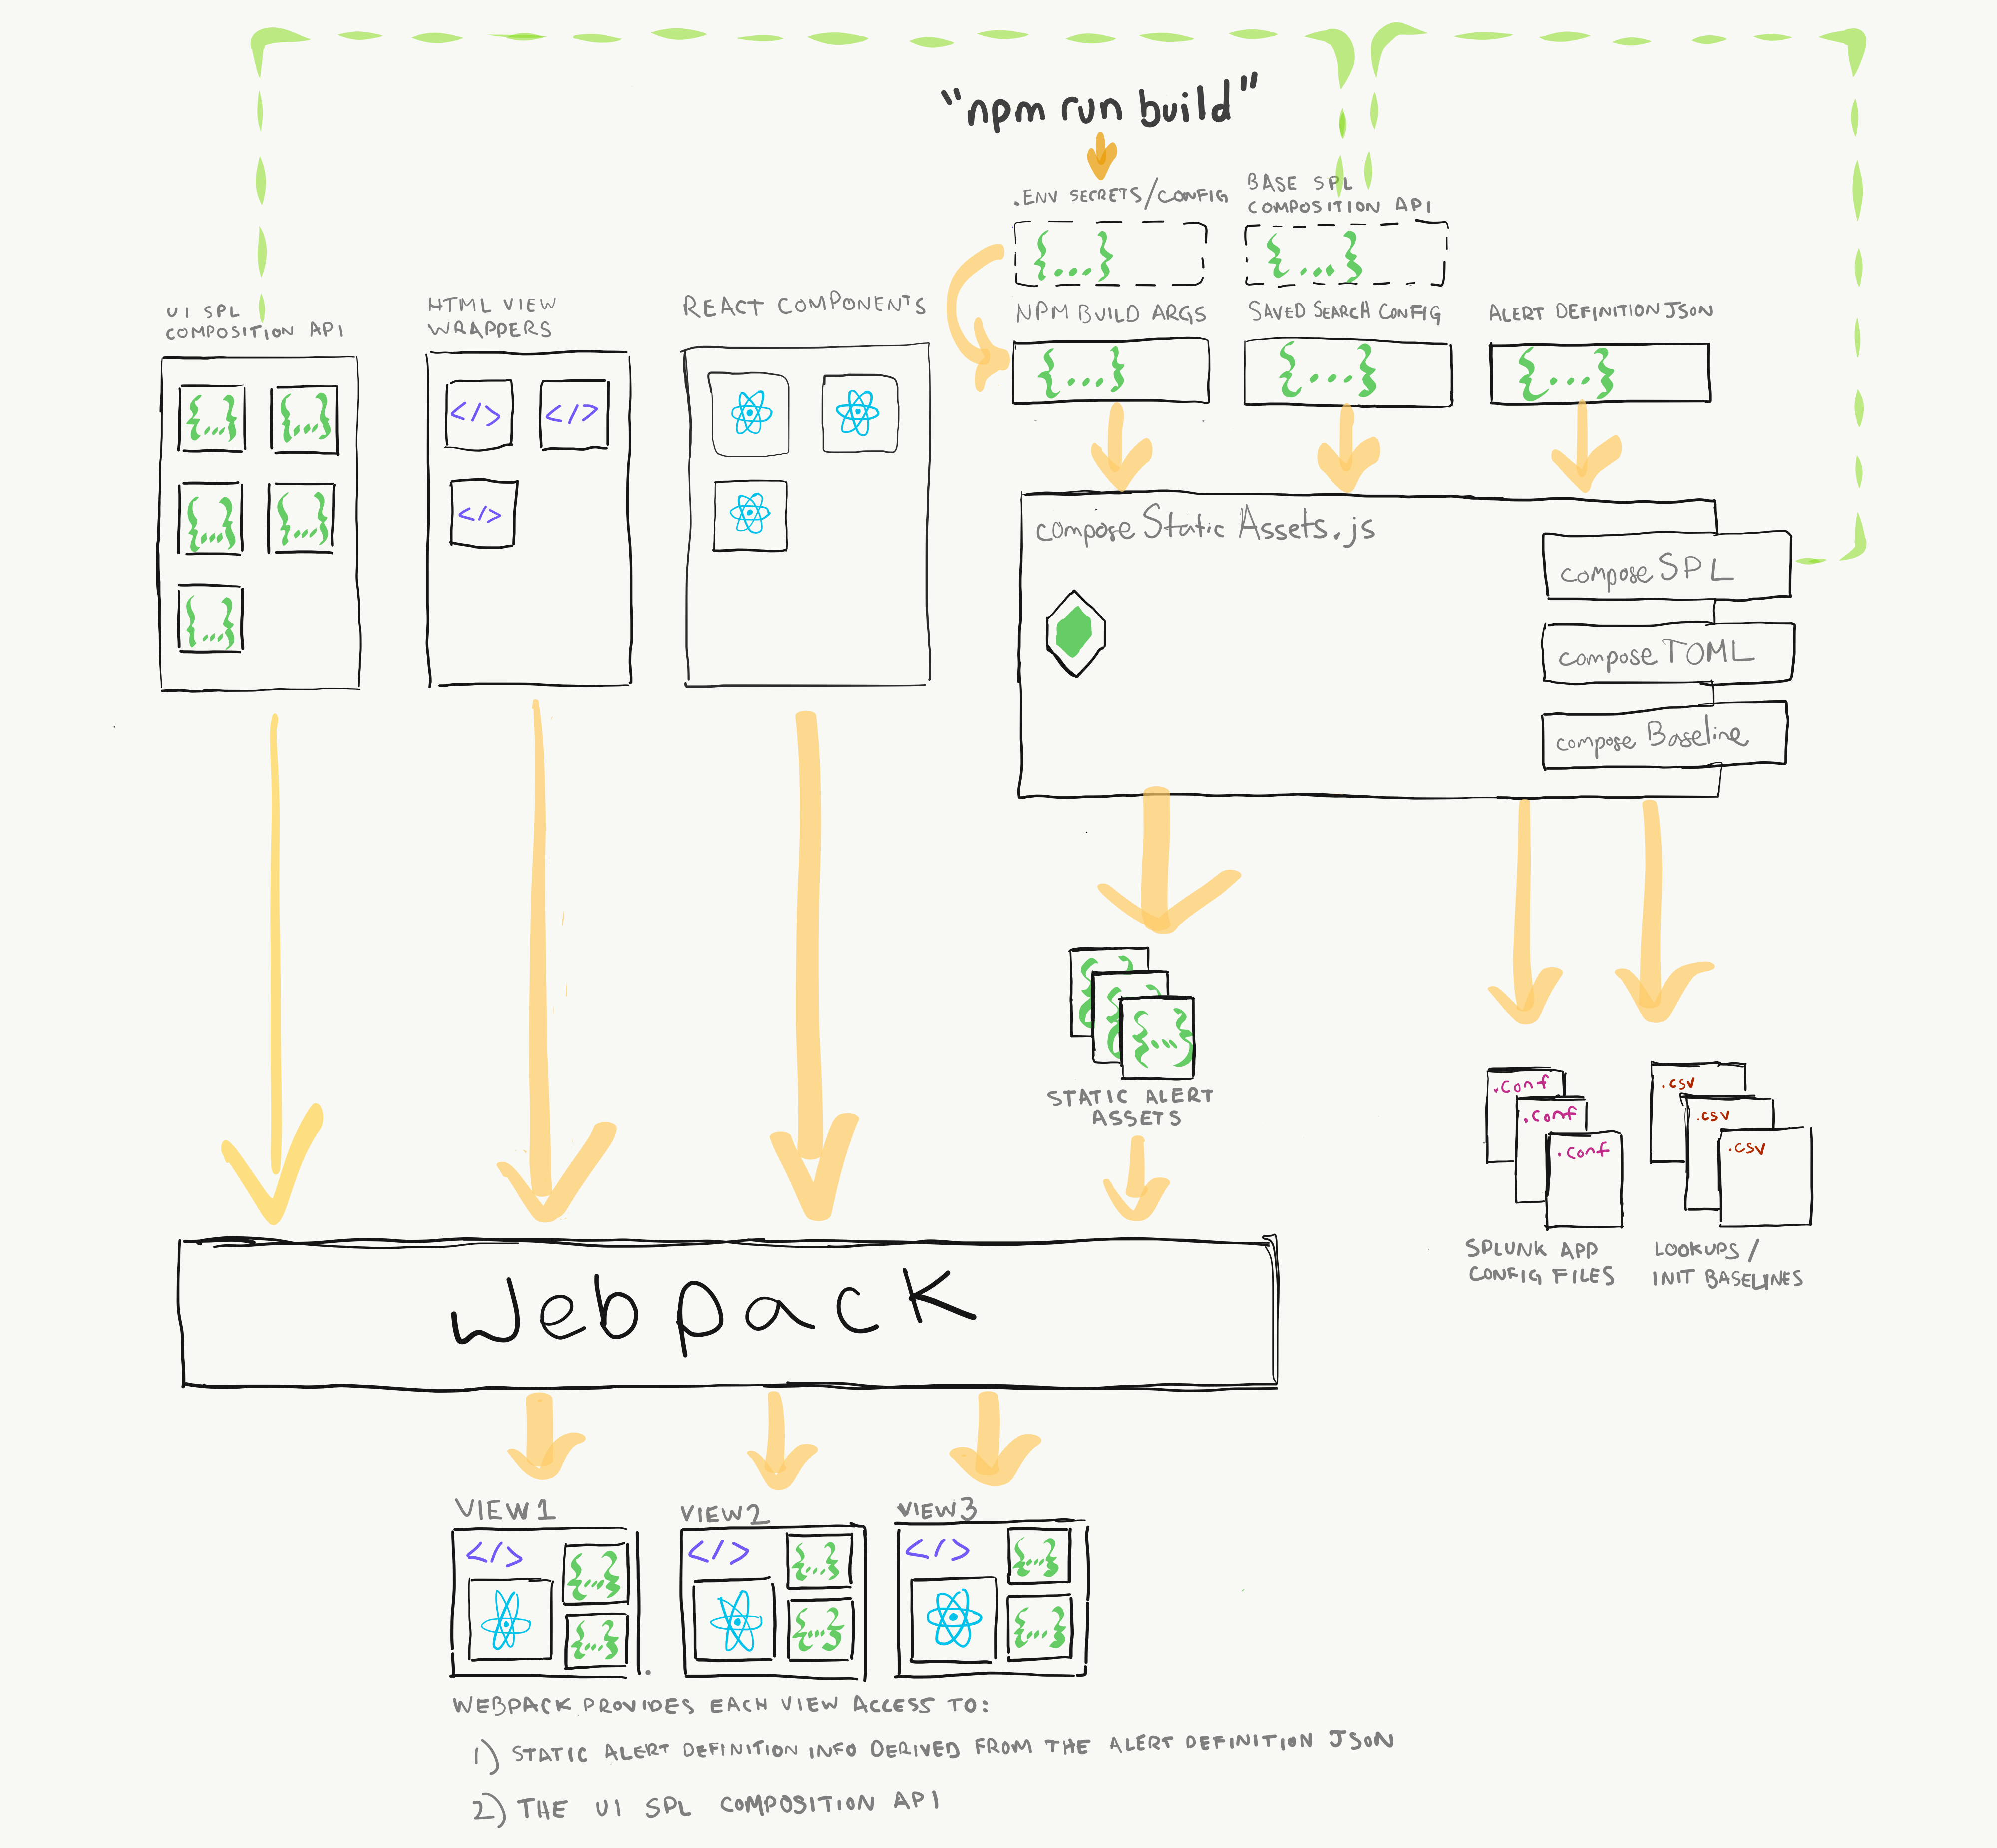 "npm run build"
.ENV SECRETS/CONFIG
{...}
BASE SPL
COMPOSITION API
{...}
UI SPL
COMPOSITION API
{...} {...}
{...} {...}
{...}
HTML VIEW
WRAPPERS
</> </>
</>
REACT COMPONENTS
NPM BUILD ARGS
{...}
SAVED SEARCH CONFIG
{...}
ALERT DEFINITION JSON
{...}
compose Static Assets.js
compose SPL
compose TOML
compose Baseline
{...}
STATIC ALERT
ASSETS
.conf
.conf
.conf
SPLUNK APP
CONFIG FILES
.csv
.csv
.csv
LOOKUPS /
INIT BASELINES
Webpack
VIEW1
</>
{...}
{...}
VIEW2
</>
{...}
{...}
VIEW3
</>
{...}
{...}
WEBPACK PROVIDES EACH VIEW ACCESS TO:
1) STATIC ALERT DEFINITION INFO DERIVED FROM THE ALERT DEFINITION JSON
2) THE UI SPL COMPOSITION API